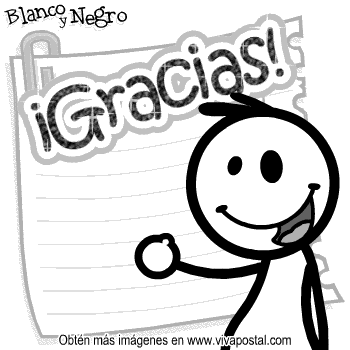 Blanco
y Negro
¡Gracias!
Obtén más imágenes en www.vivapostal.com